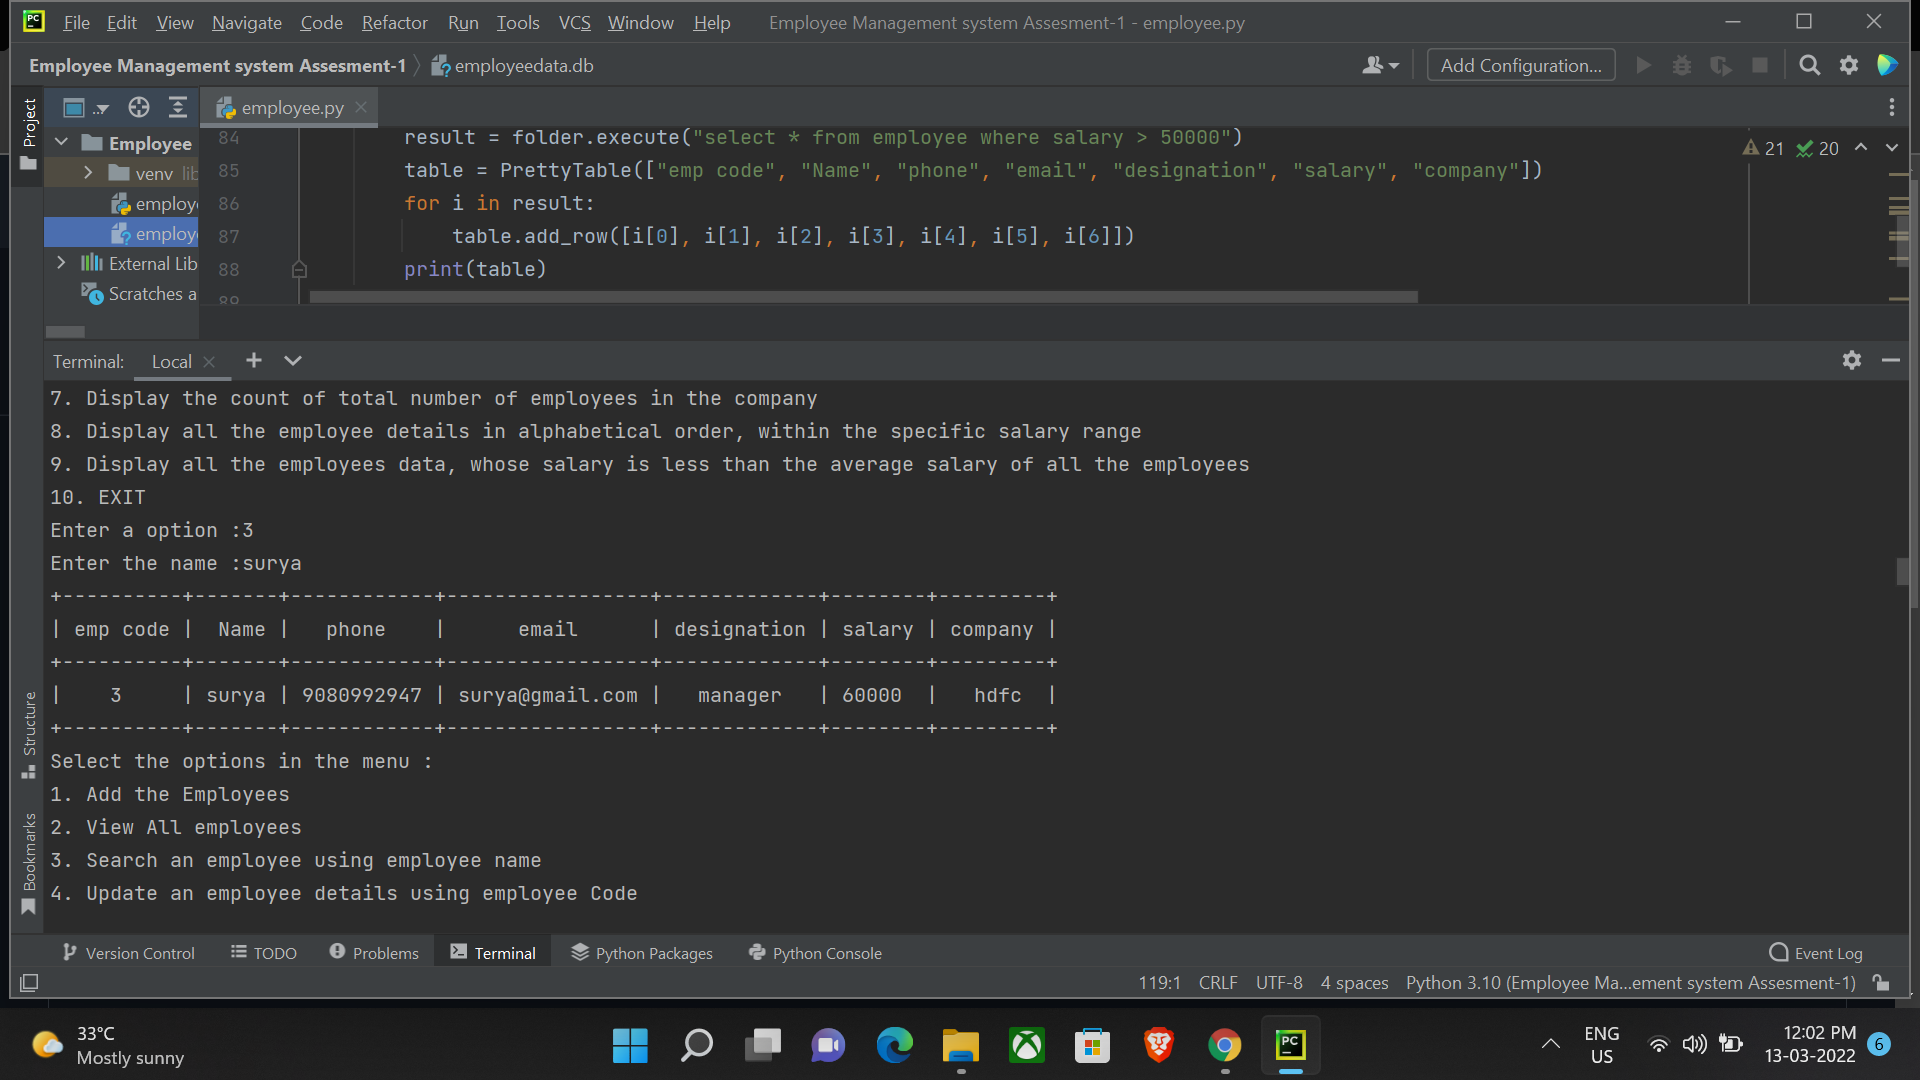 PC File Edit View Navigate Code Refactor Run Tools VCS Window Help Employee Management system Assesment-1 - employee.py
Employee Management system Assesment-1 employeedata.db Add Configuration...
Project .. employee.py
Employee
venv lib
employe
employe
External Lib
Scratches a
84 result = folder.execute("select * from employee where salary > 50000")
85 table = PrettyTable(["emp code", "Name", "phone", "email", "designation", "salary", "company"])
86 for i in result:
87 table.add_row([i[0], i[1], i[2], i[3], i[4], i[5], i[6]])
88 print(table)
89
21 20
Terminal: Local
7. Display the count of total number of employees in the company
8. Display all the employee details in alphabetical order, within the specific salary range
9. Display all the employees data, whose salary is less than the average salary of all the employees
10. EXIT
Enter a option :3
Enter the name :surya
+----------+-------+------------+-----------------+-------------+--------+---------+
| emp code |  Name |   phone    |      email      | designation | salary | company |
+----------+-------+------------+-----------------+-------------+--------+---------+
|    3     | surya | 9080992947 | surya@gmail.com |   manager   | 60000  |   hdfc  |
+----------+-------+------------+-----------------+-------------+--------+---------+
Select the options in the menu :
1. Add the Employees
2. View All employees
3. Search an employee using employee name
4. Update an employee details using employee Code
Structure
Bookmarks
Version Control TODO Problems Terminal Python Packages Python Console Event Log
119:1 CRLF UTF-8 4 spaces Python 3.10 (Employee Ma...ement system Assesment-1)
33°C
Mostly sunny
PC
ENG
US
12:02 PM
13-03-2022
6